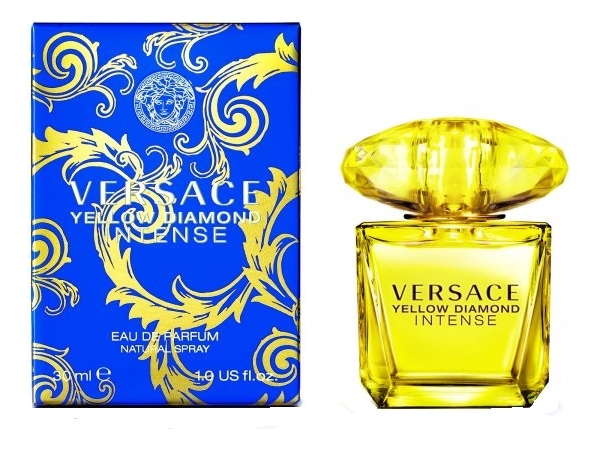 VERSACE
YELLOW DIAMOND
INTENSE
EAU DE PARFUM
NATURAL SPRAY
30 ml e 1.0 US fl.oz.
VERSACE
YELLOW DIAMOND
INTENSE